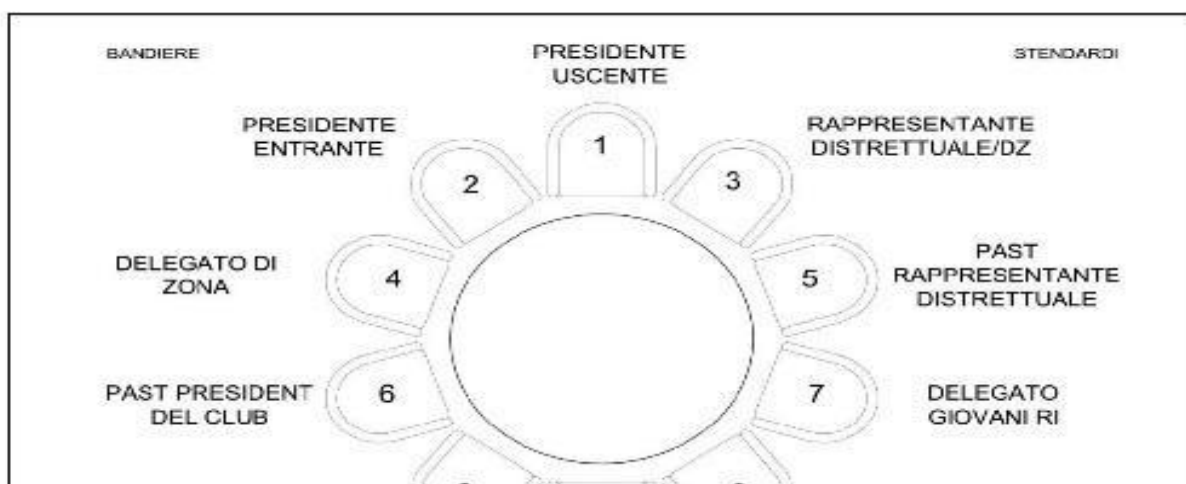 BANDIERE
PRESIDENTE
USCENTE
STENDARDI
PRESIDENTE
ENTRANTE
1
RAPPRESENTANTE
DISTRETTUALE/DZ
2
3
DELEGATO DI
ZONA
4
5
PAST
RAPPRESENTANTE
DISTRETTUALE
PAST PRESIDENT
DEL CLUB
6
7
DELEGATO
GIOVANI RI